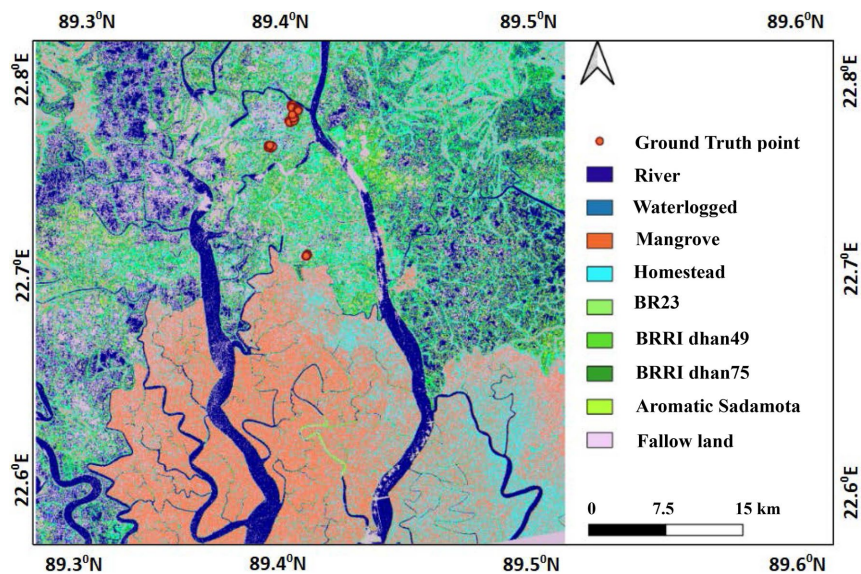 89.3⁰N 89.4⁰N 89.5⁰N 89.6⁰N
22.8⁰E 22.8⁰E
Ground Truth point
River
Waterlogged
Mangrove
Homestead
22.7⁰E 22.7⁰E
BR23
BRRI dhan49
BRRI dhan75
Aromatic Sadamota
Fallow land
22.6⁰E 22.6⁰E
0 7.5 15 km
89.3⁰N 89.4⁰N 89.5⁰N 89.6⁰N